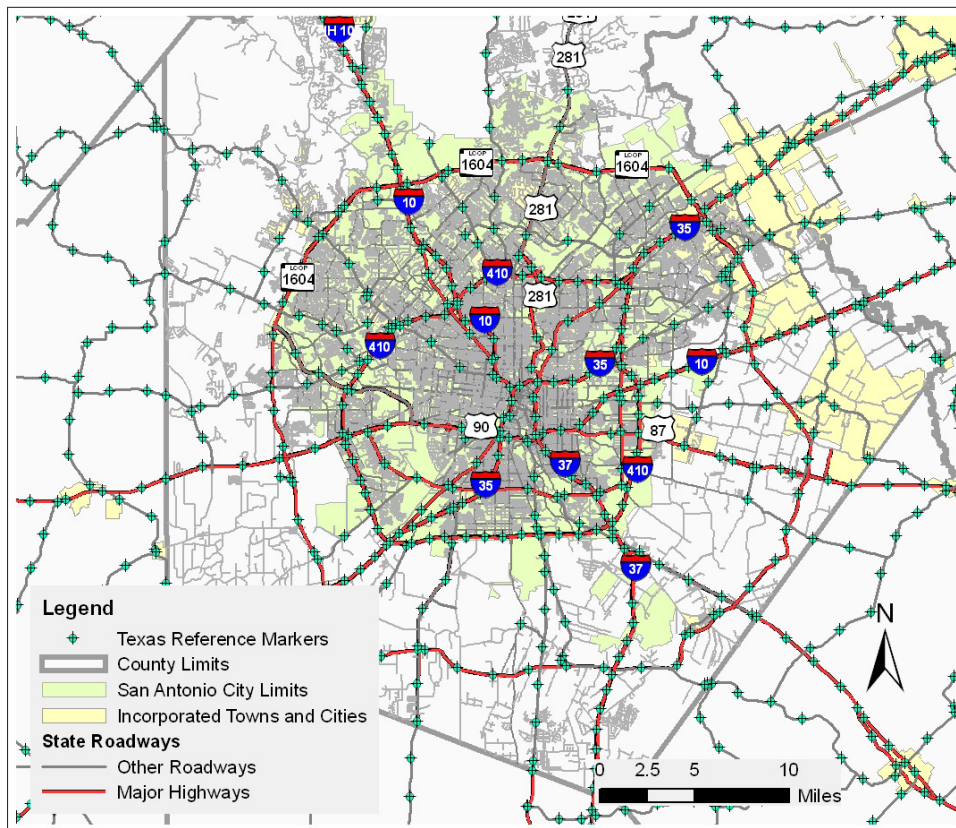 281
IH 10
281
LOOP
1604
LOOP
1604
10
281
35
LOOP
1604
410
281
10
410
35
10
90
87
37
410
35
37
Legend
Texas Reference Markers
County Limits
San Antonio City Limits
Incorporated Towns and Cities
State Roadways
Other Roadways
Major Highways
N
0 2.5 5 10
Miles